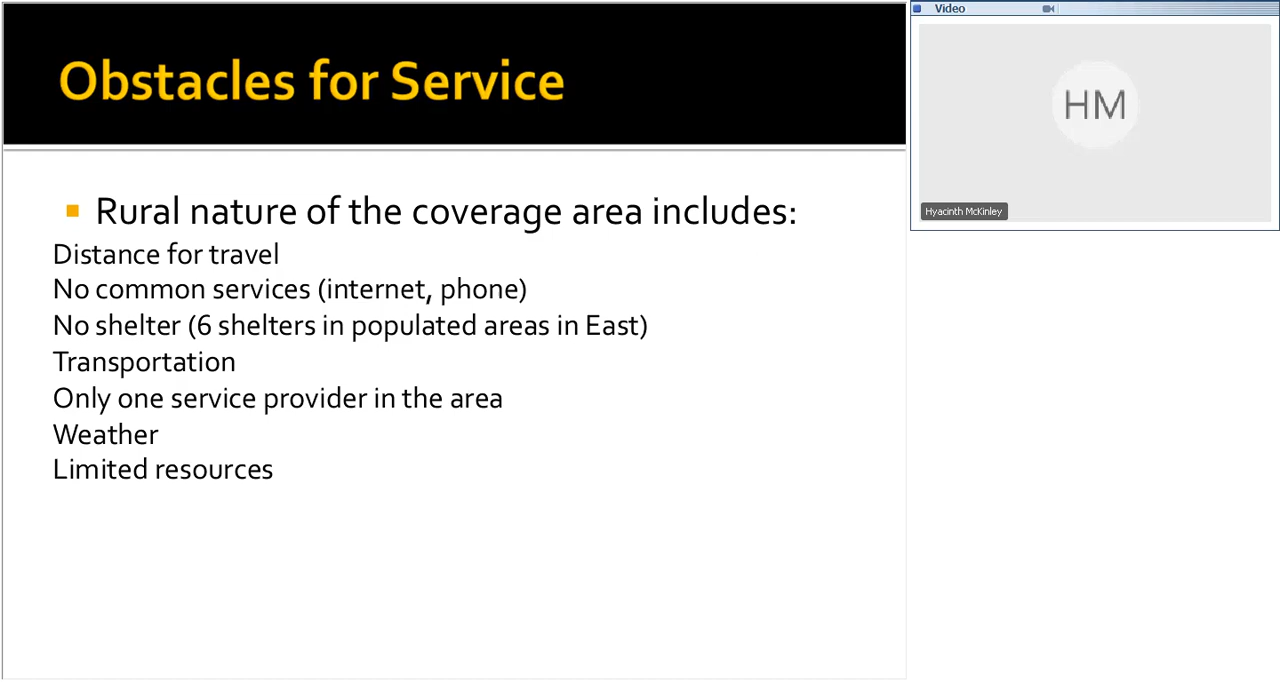 Obstacles for Service
Rural nature of the coverage area includes:
Distance for travel
No common services (internet, phone)
No shelter (6 shelters in populated areas in East)
Transportation
Only one service provider in the area
Weather
Limited resources
Video
HM
Hyacinth McKinley